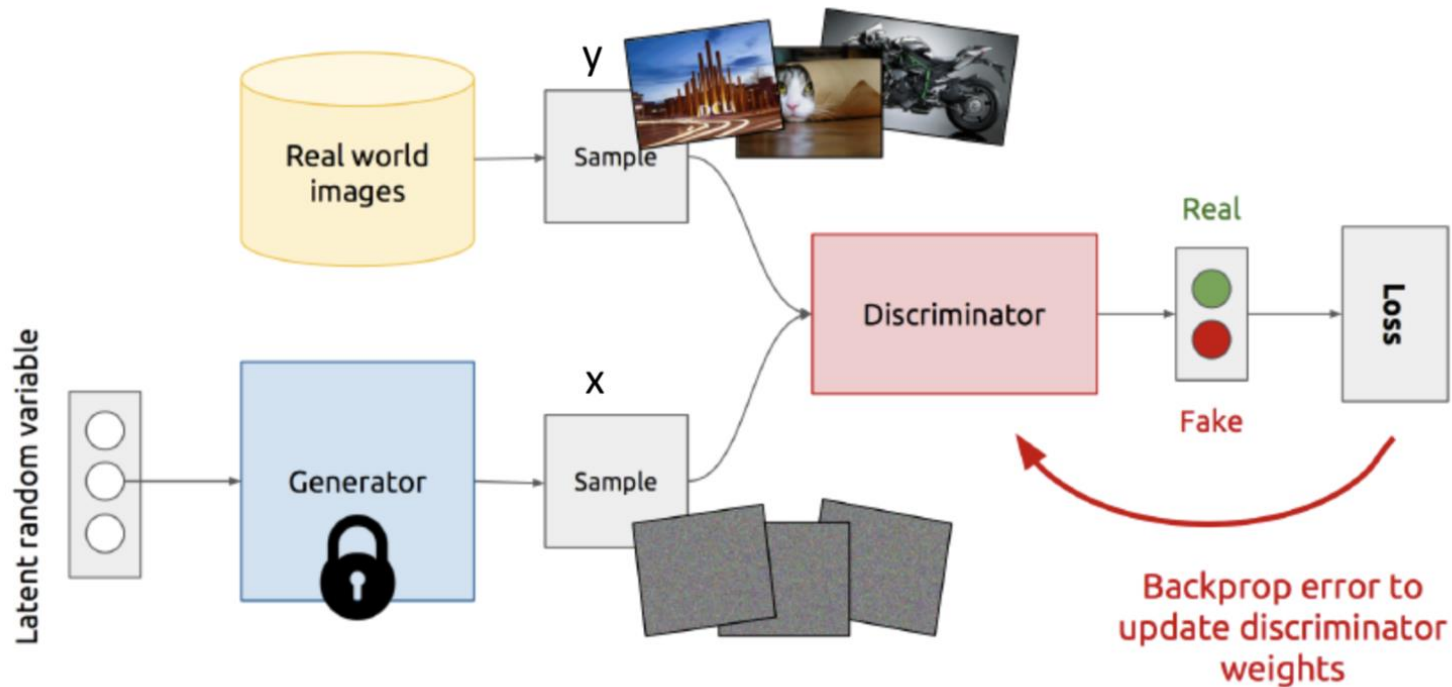 y
Real world
images
Sample
DCU
Real
Discriminator
Loss
Latent random variable
x
Generator
Sample
Fake
Backprop error to
update discriminator
weights